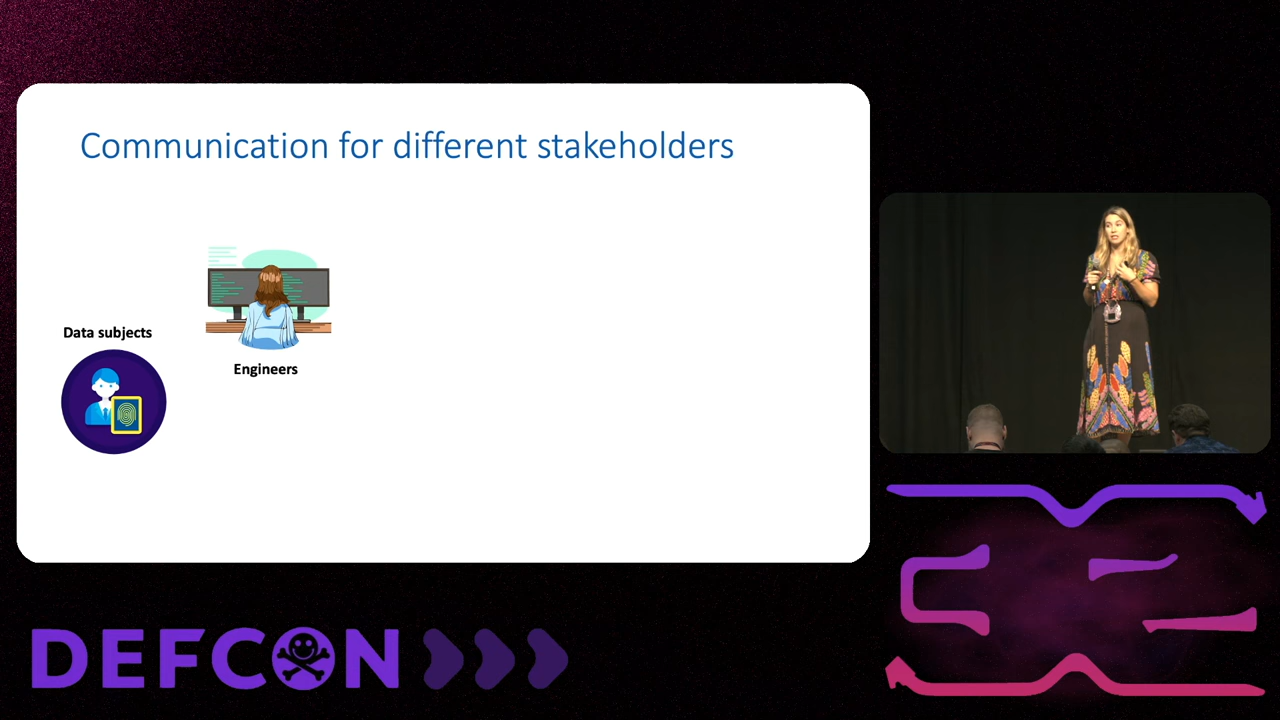 Communication for different stakeholders
Data subjects
Engineers
DEFCON